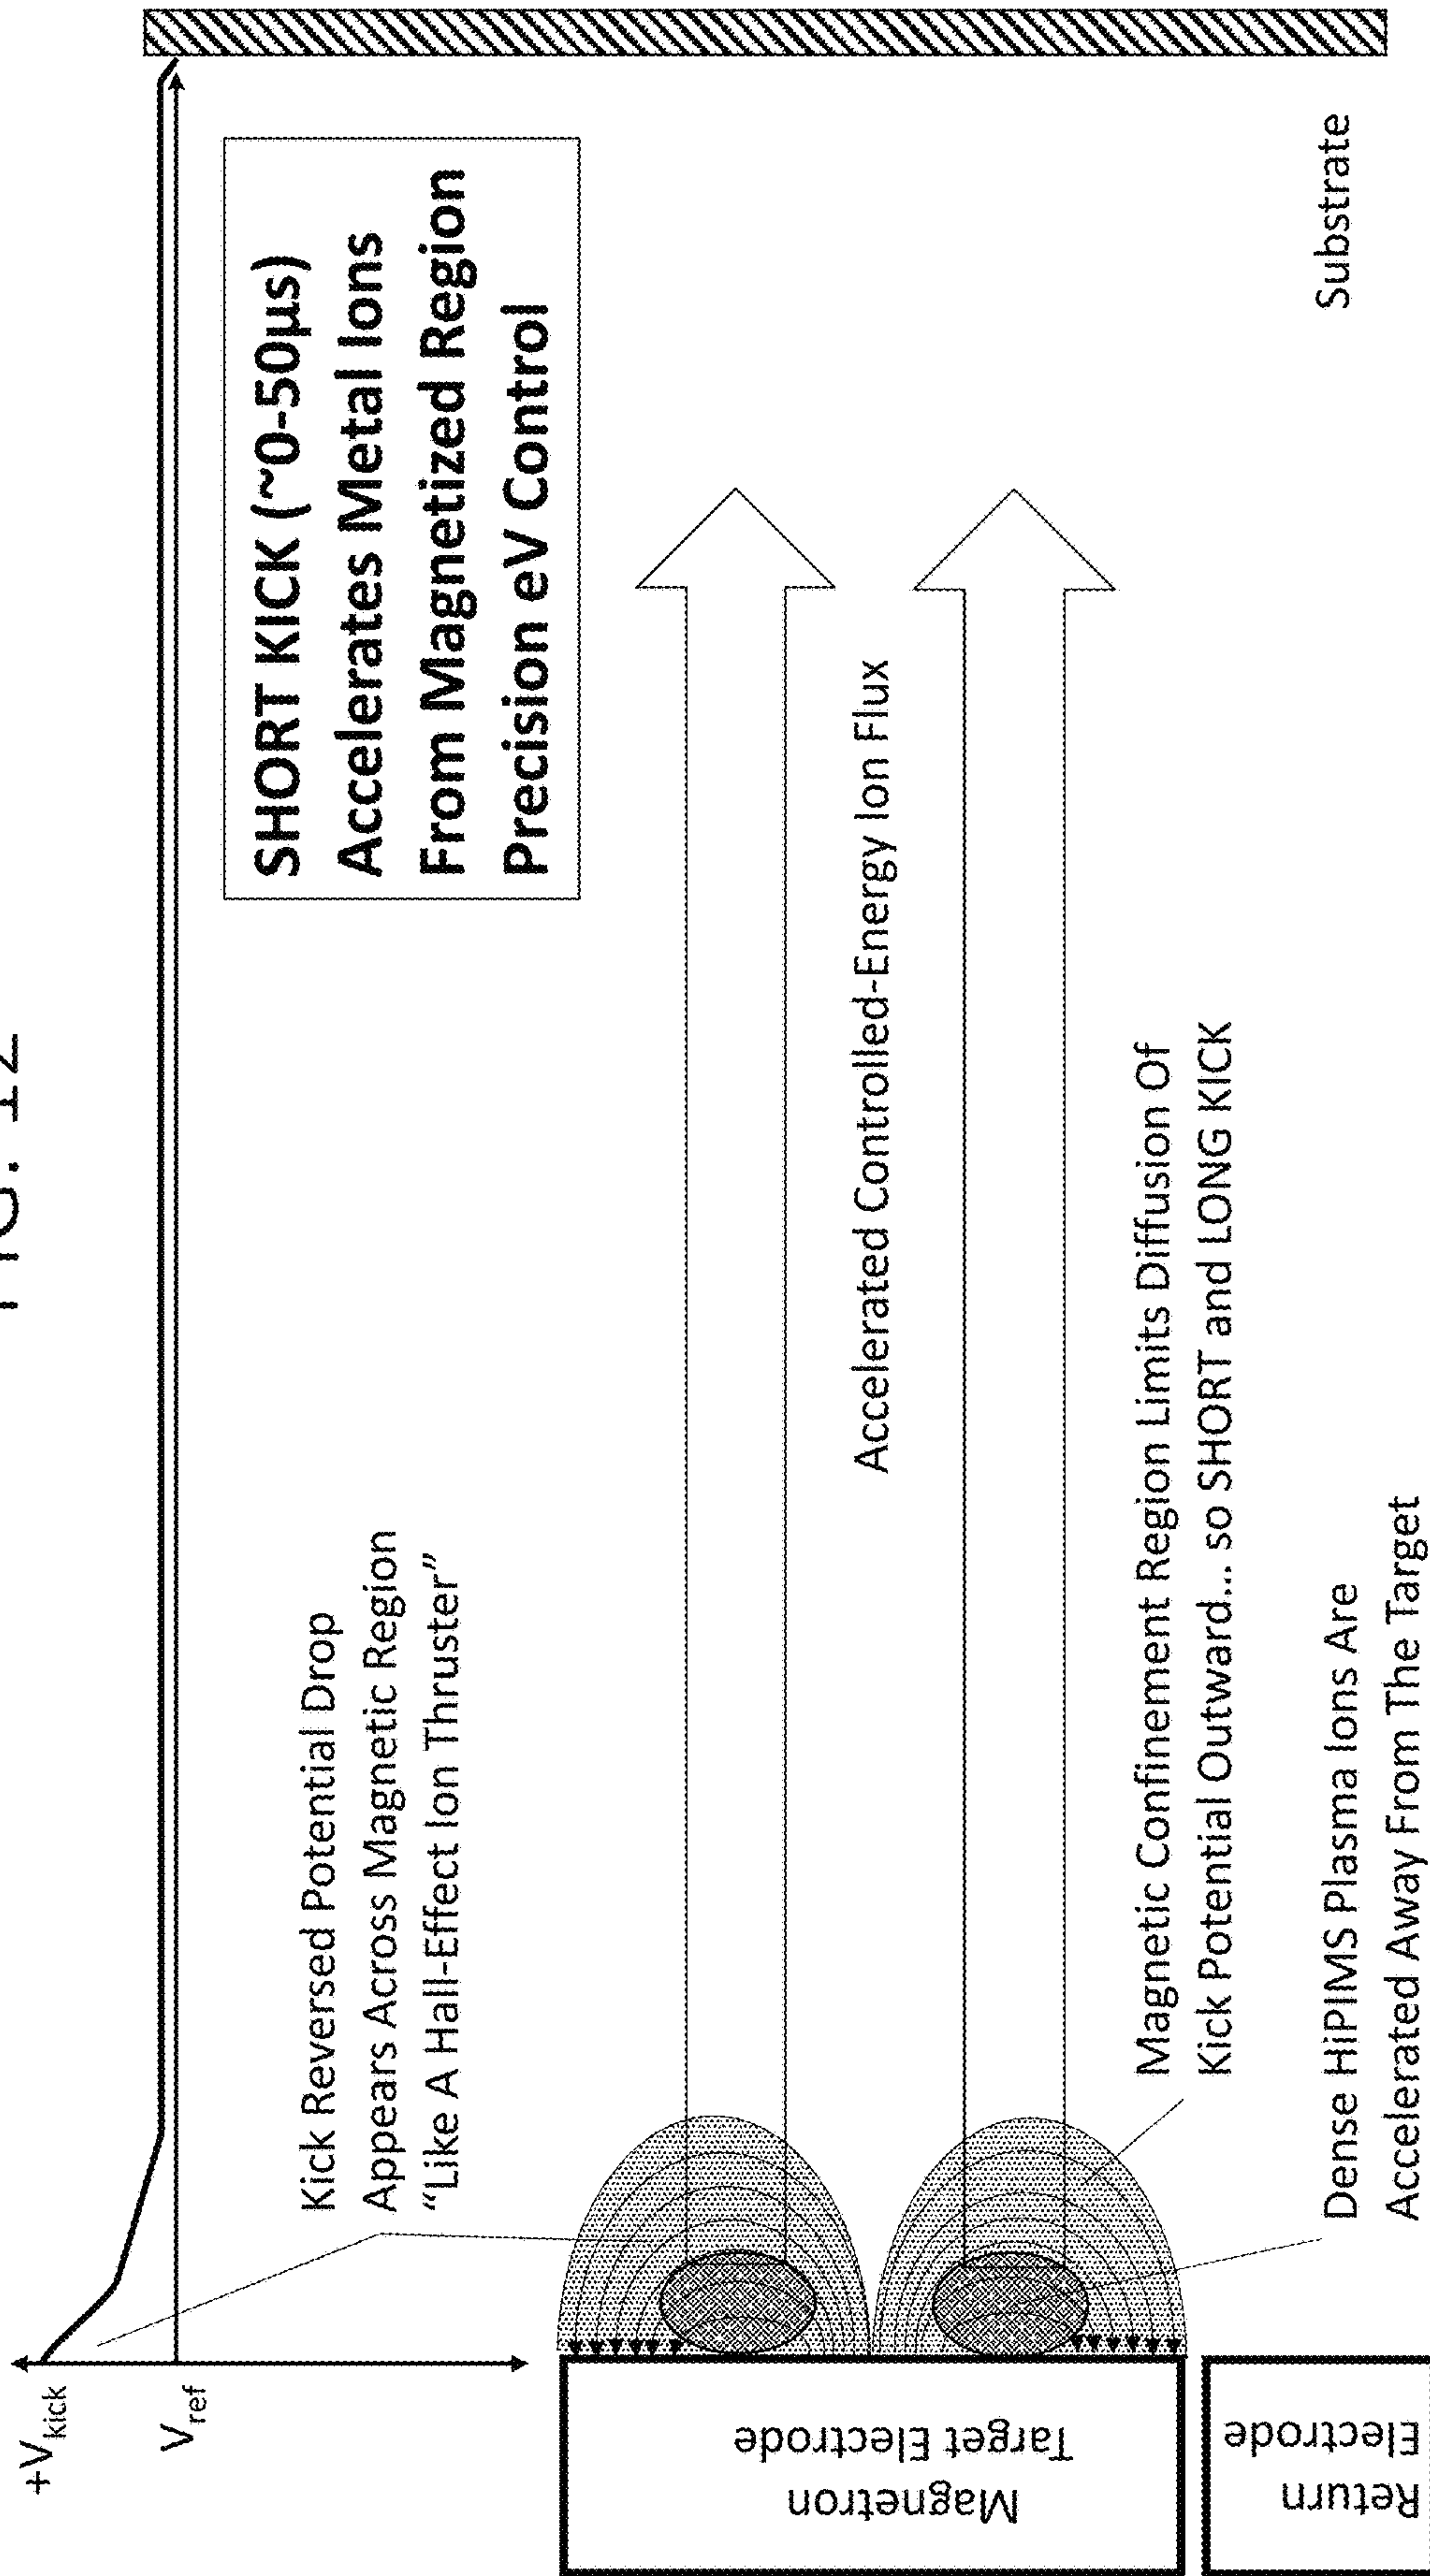 FIG. 12
+Vkick
Vref
SHORT KICK (~0-50µs)
Accelerates Metal Ions
From Magnetized Region
Precision eV Control
Kick Reversed Potential Drop
Appears Across Magnetic Region
“Like A Hall-Effect Ion Thruster”
Magnetron
Target Electrode
Accelerated Controlled-Energy Ion Flux
Magnetic Confinement Region Limits Diffusion Of
Kick Potential Outward... so SHORT and LONG KICK
Return
Electrode
Dense HiPIMS Plasma Ions Are
Accelerated Away From The Target
Substrate